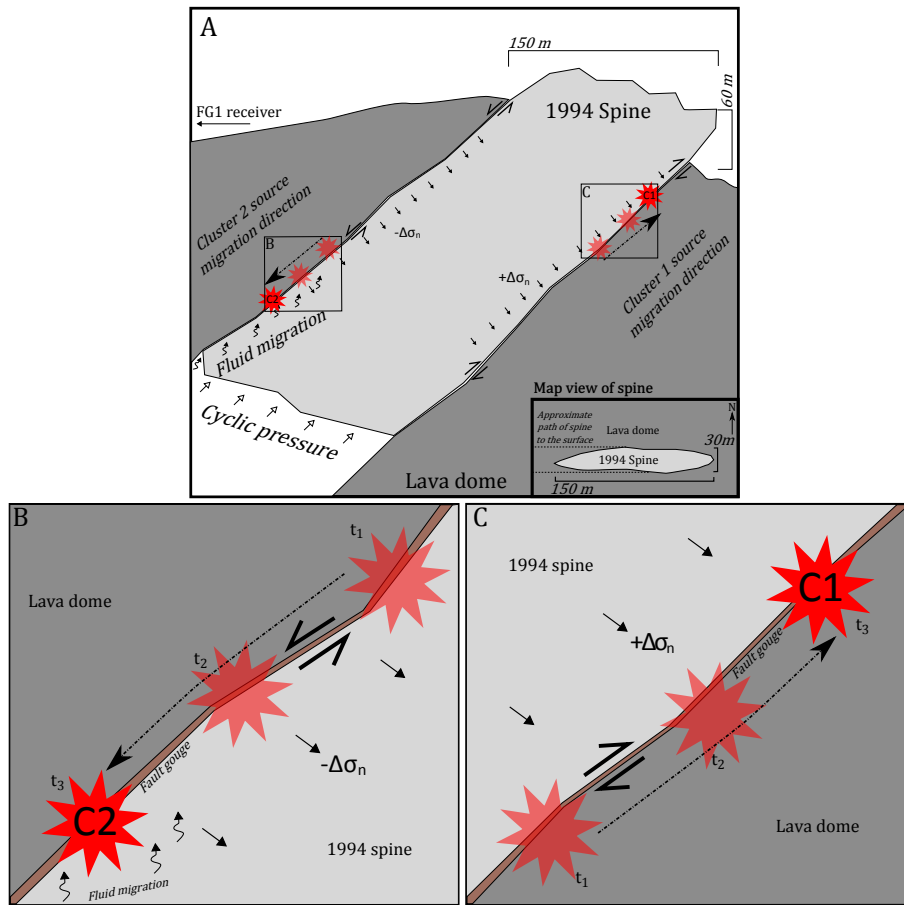 A
150 m
60 m
1994 Spine
FG1 receiver
Cluster 2 source
migration direction
C
C1
B
-Δσn
+Δσn
C2
Fluid migration
Cluster 1 source
migration direction
Cyclic pressure
Lava dome
Map view of spine
N
Approximate
path of spine
to the surface
Lava dome
30m
1994 Spine
150 m
B
t1
Lava dome
t2
Fault gouge
-Δσn
t3
C2
1994 spine
Fluid migration
C
1994 spine
C1
+Δσn
t3
Fault gouge
t2
Lava dome
t1